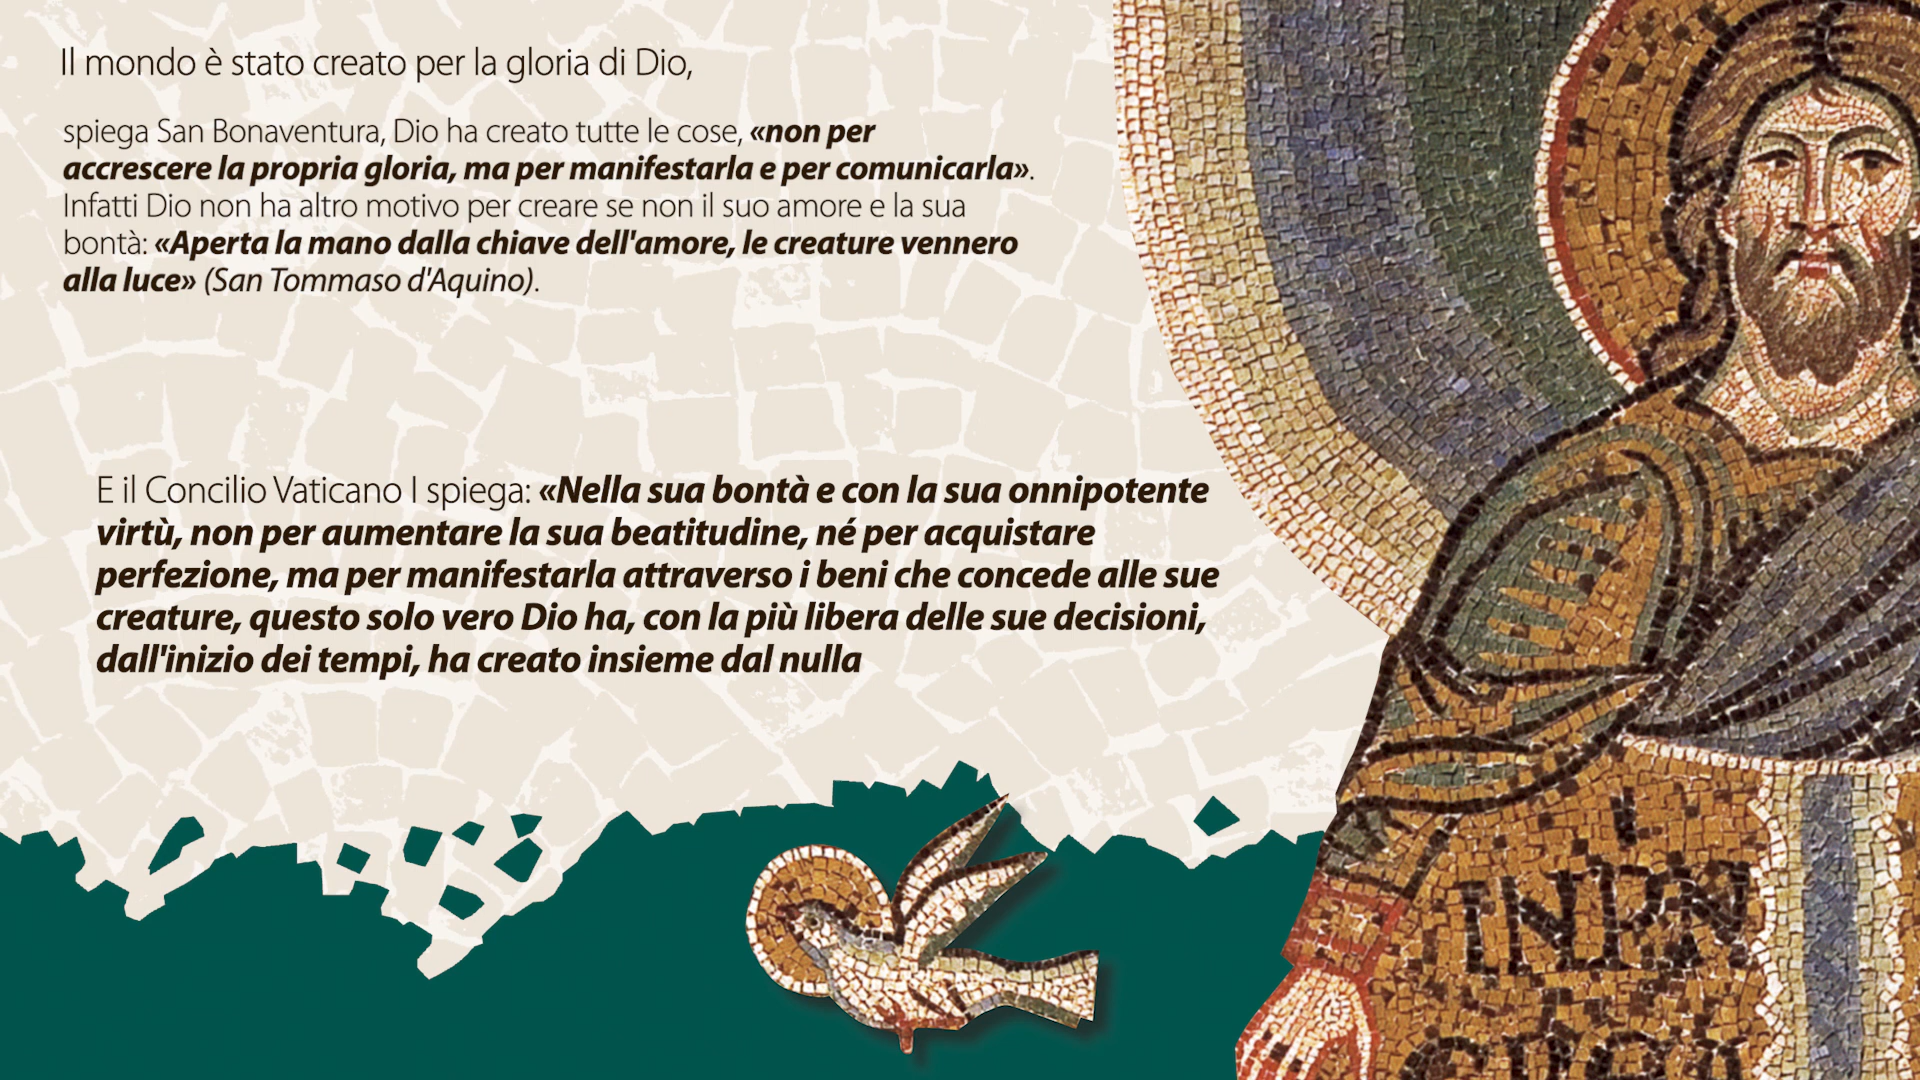 Il mondo è stato creato per la gloria di Dio,
spiega San Bonaventura, Dio ha creato tutte le cose, «non per
accrescere la propria gloria, ma per manifestarla e per comunicarla».
Infatti Dio non ha altro motivo per creare se non il suo amore e la sua
bontà: «Aperta la mano dalla chiave dell'amore, le creature vennero
alla luce» (San Tommaso d'Aquino).
E il Concilio Vaticano I spiega: «Nella sua bontà e con la sua onnipotente
virtù, non per aumentare la sua beatitudine, né per acquistare
perfezione, ma per manifestarla attraverso i beni che concede alle sue
creature, questo solo vero Dio ha, con la più libera delle sue decisioni,
dall'inizio dei tempi, ha creato insieme dal nulla